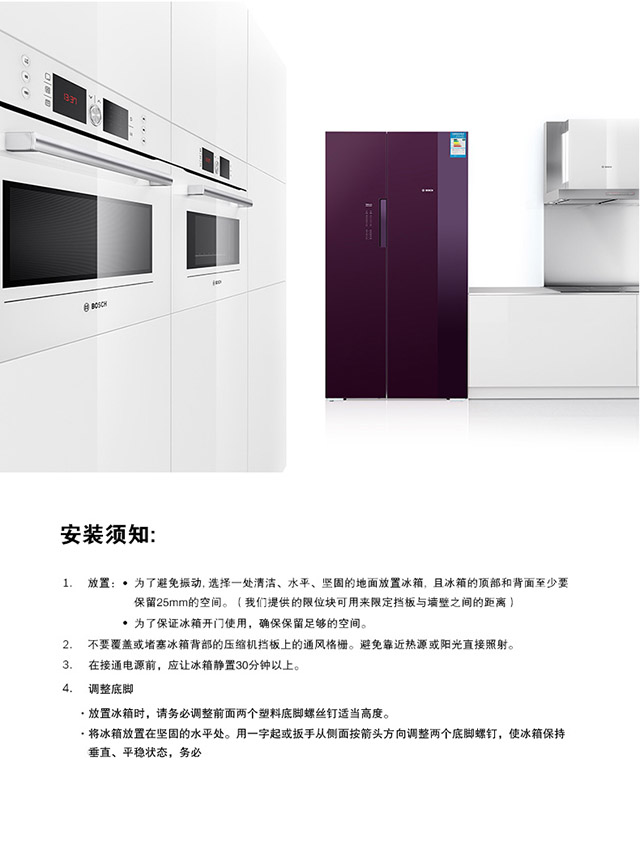 13:37
BOSCH
BOSCH
BOSCH
安装须知:
1. 放置：• 为了避免振动, 选择一处清洁、水平、坚固的地面放置冰箱, 且冰箱的顶部和背面至少要
保留25mm的空间。（我们提供的限位块可用来限定挡板与墙壁之间的距离）
• 为了保证冰箱开门使用，确保保留足够的空间。
2. 不要覆盖或堵塞冰箱背部的压缩机挡板上的通风格栅。避免靠近热源或阳光直接照射。
3. 在接通电源前，应让冰箱静置30分钟以上。
4. 调整底脚
· 放置冰箱时，请务必调整前面两个塑料底脚螺丝钉适当高度。
· 将冰箱放置在坚固的水平处。用一字起或扳手从侧面按箭头方向调整两个底脚螺钉，使冰箱保持
垂直、平稳状态，务必